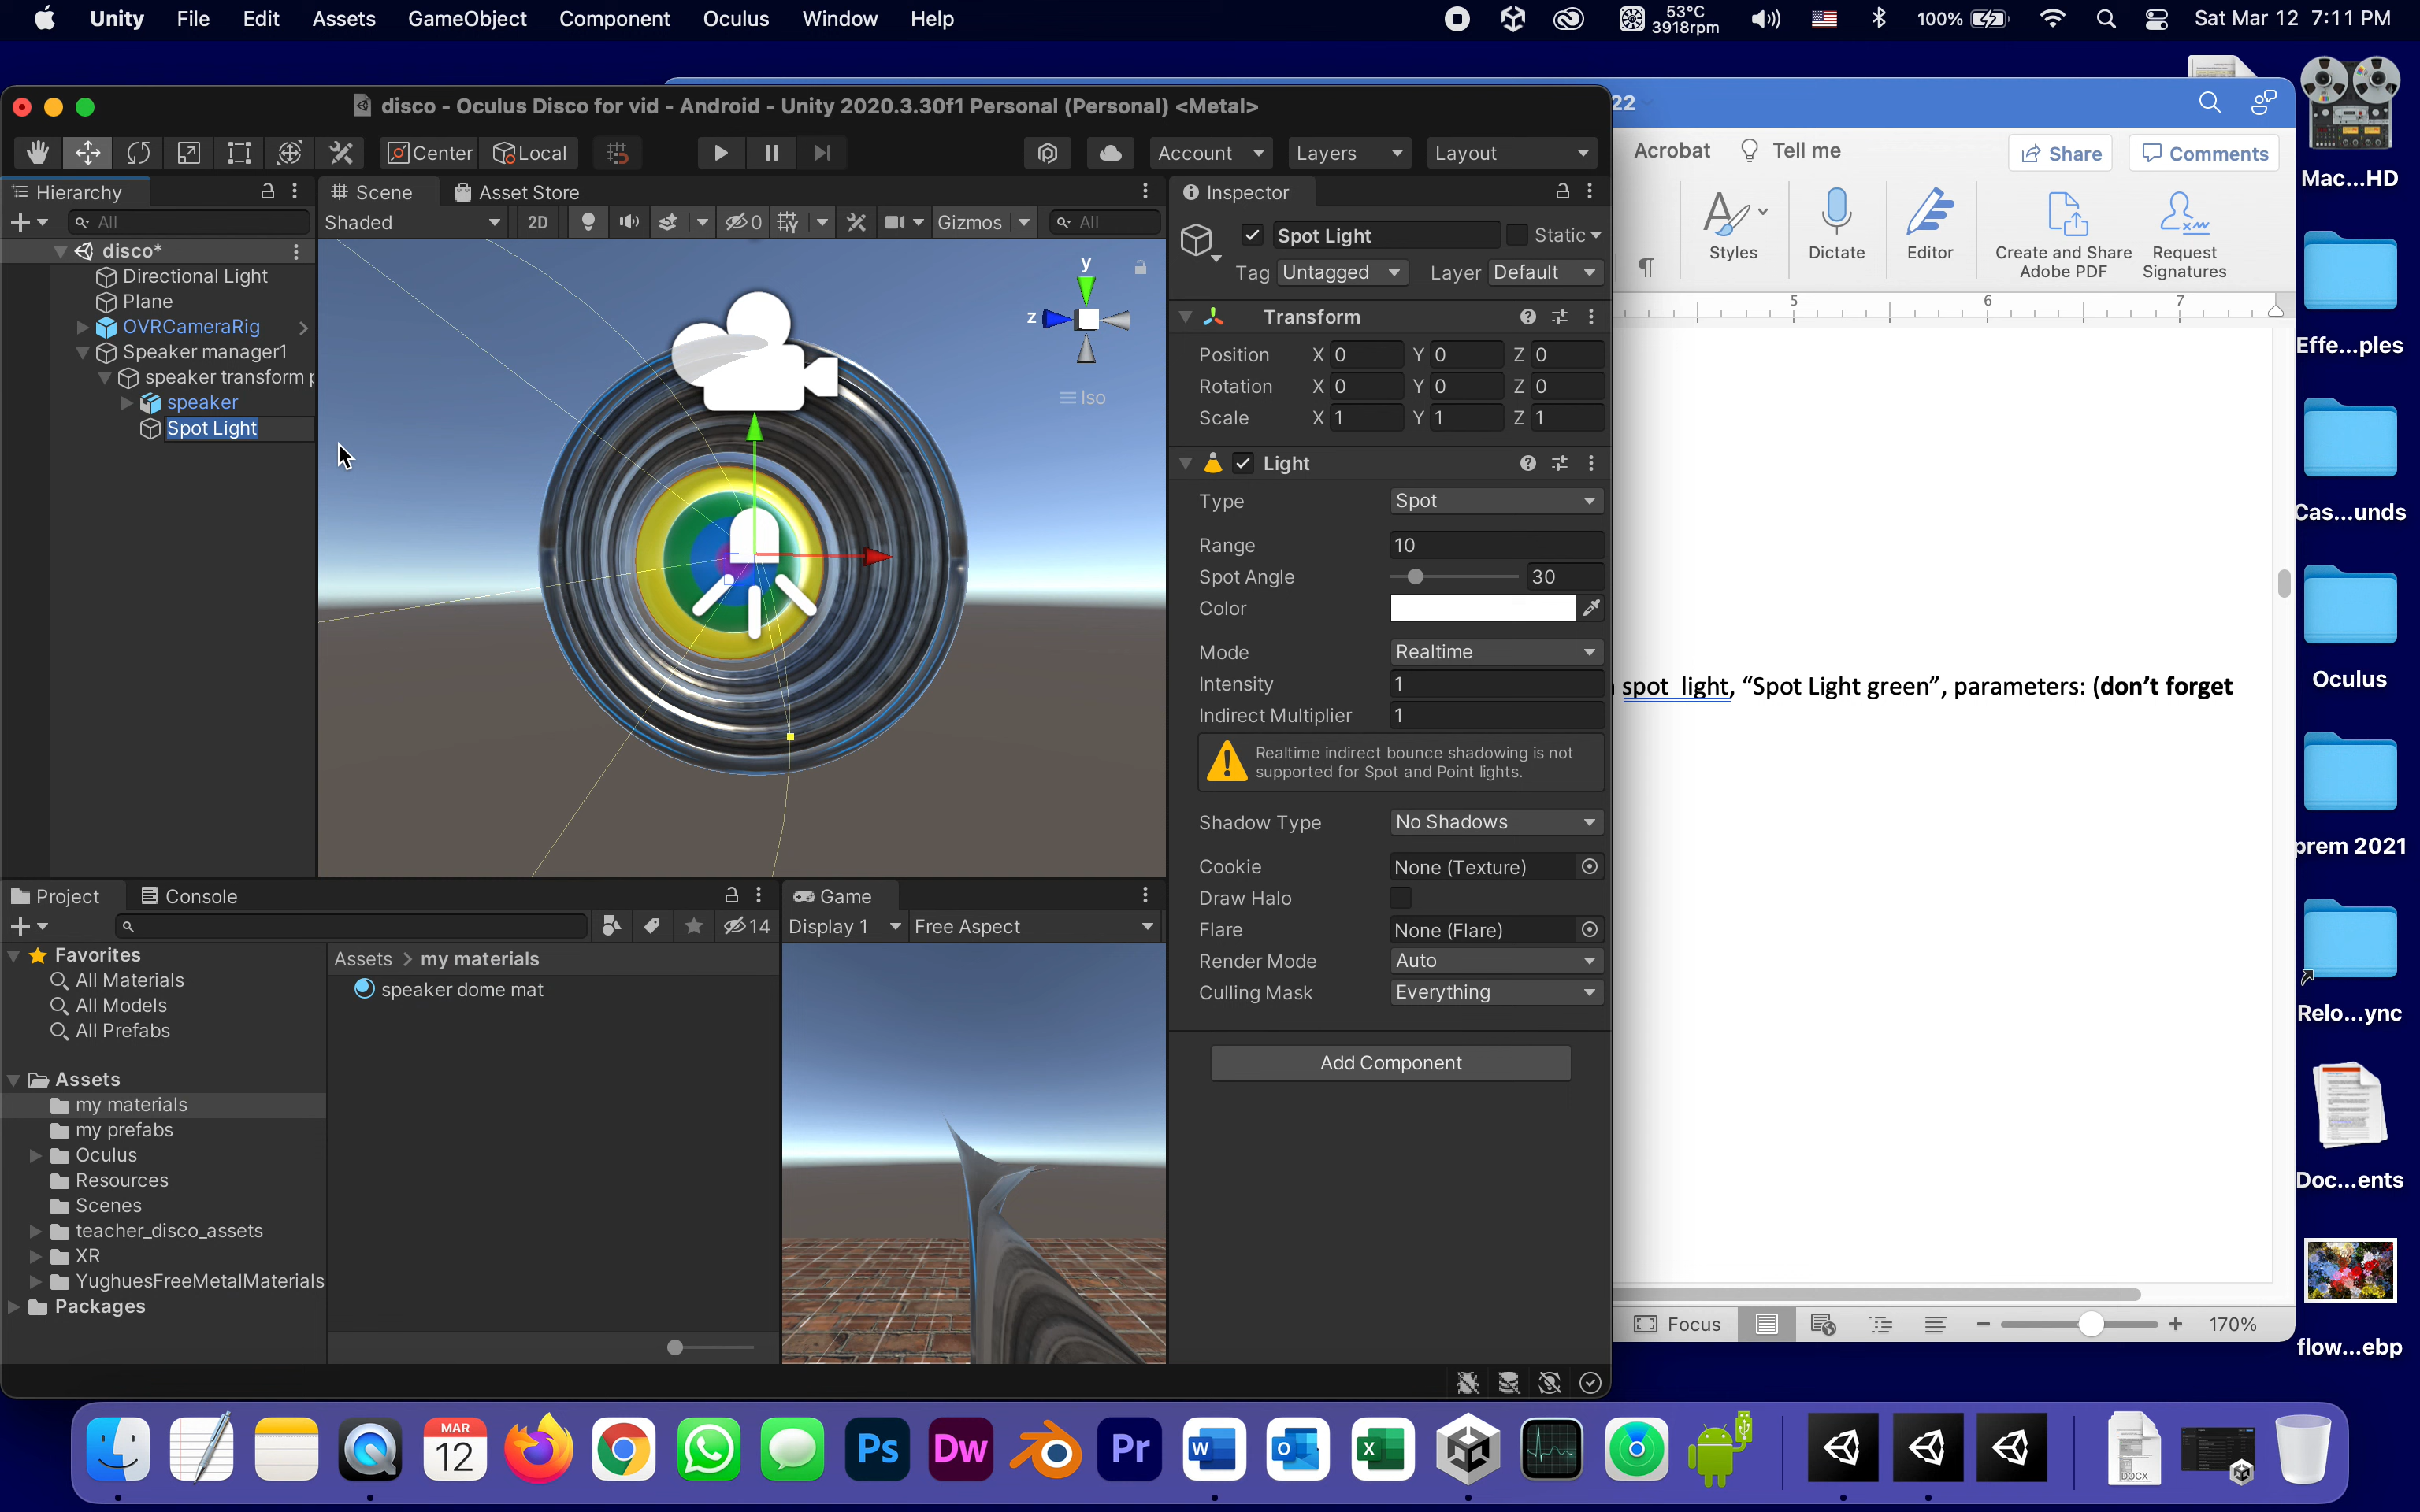 Unity File Edit Assets GameObject Component Oculus Window Help
53°C 3918rpm 100% Sat Mar 12 7:11 PM
disco - Oculus Disco for vid - Android - Unity 2020.3.30f1 Personal (Personal) <Metal>
22
Center Local Account Layers Layout
Acrobat Tell me Share Comments
Hierarchy
All
disco*
Directional Light
Plane
OVRCameraRig
Speaker manager1
speaker transform
speaker
Spot Light
Scene Asset Store
Shaded 2D 0 Gizmos All
y
z
Iso
Inspector
Spot Light Static
Tag Untagged Layer Default
Transform
Position X 0 Y 0 Z 0
Rotation X 0 Y 0 Z 0
Scale X 1 Y 1 Z 1
Light
Type Spot
Range 10
Spot Angle 30
Color
Mode Realtime
Intensity 1
Indirect Multiplier 1
Realtime indirect bounce shadowing is not
supported for Spot and Point lights.
Shadow Type No Shadows
Cookie None (Texture)
Draw Halo
Flare None (Flare)
Render Mode Auto
Culling Mask Everything
Add Component
Styles Dictate Editor Create and Share Adobe PDF Request Signatures
5 6 7
spot light, “Spot Light green”, parameters: (don’t forget
Focus 170%
Project Console
14
Favorites
All Materials
All Models
All Prefabs
Assets
my materials
my prefabs
Oculus
Resources
Scenes
teacher_disco_assets
XR
YughuesFreeMetalMaterials
Packages
Assets > my materials
speaker dome mat
Game
Display 1 Free Aspect
Mac...HD
Effe...ples
Cas...unds
Oculus
prem 2021
Relo...ync
Doc...ents
flow...ebp
MAR
12
Ps Dw Pr W O X
DOCX